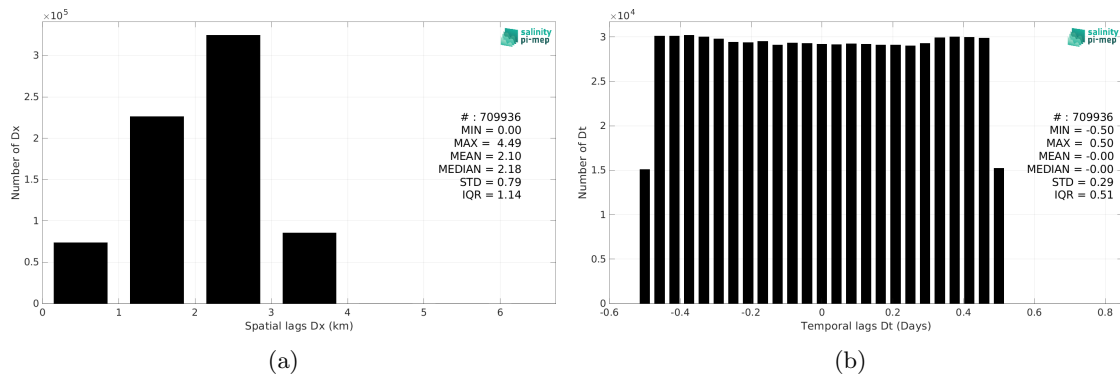 ×10⁵
3
2.5
2
1.5
1
0.5
0
Number of Dx
0 1 2 3 4 5 6
Spatial lags Dx (km)
salinity
pi-mep
# : 709936
MIN = 0.00
MAX = 4.49
MEAN = 2.10
MEDIAN = 2.18
STD = 0.79
IQR = 1.14
(a)
×10⁴
3
2.5
2
1.5
1
0.5
0
Number of Dt
-0.6 -0.4 -0.2 0 0.2 0.4 0.6 0.8
Temporal lags Dt (Days)
salinity
pi-mep
# : 709936
MIN = -0.50
MAX = 0.50
MEAN = -0.00
MEDIAN = -0.00
STD = 0.29
IQR = 0.51
(b)